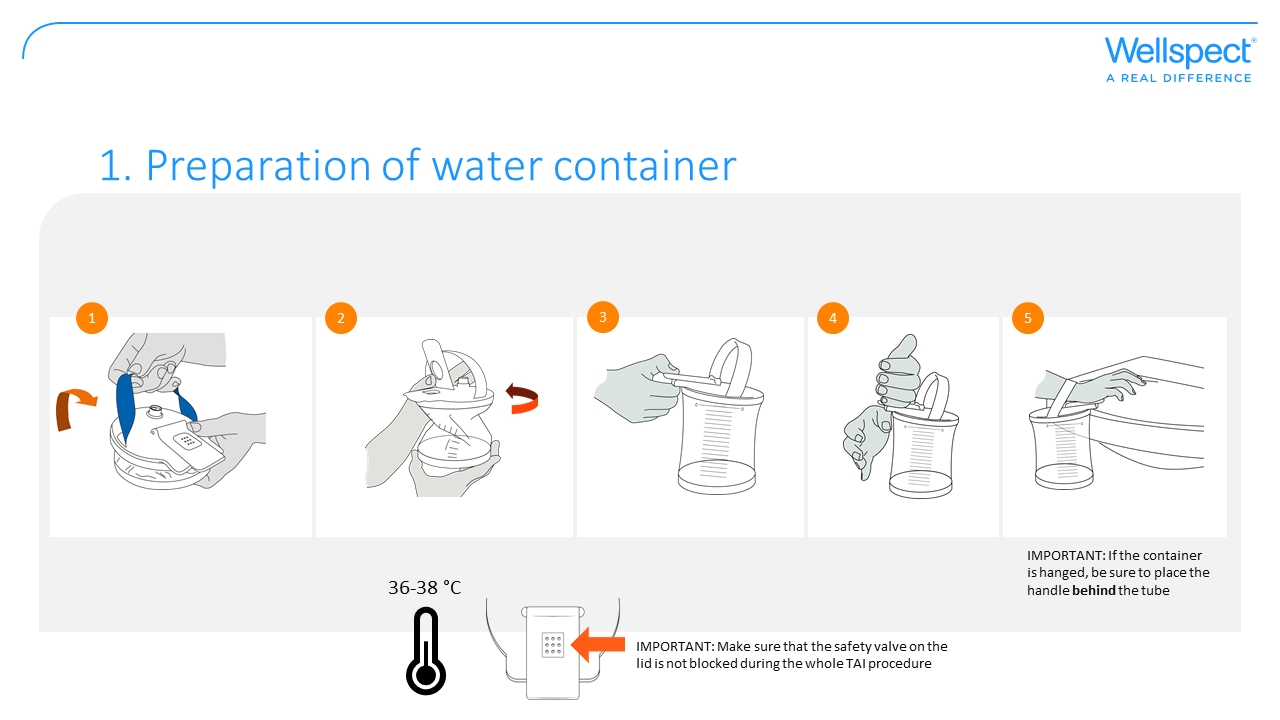 Wellspect®
A REAL DIFFERENCE
1. Preparation of water container
1
2
3
4
5
IMPORTANT: If the container
is hanged, be sure to place the
handle behind the tube
36-38 °C
IMPORTANT: Make sure that the safety valve on the
lid is not blocked during the whole TAI procedure